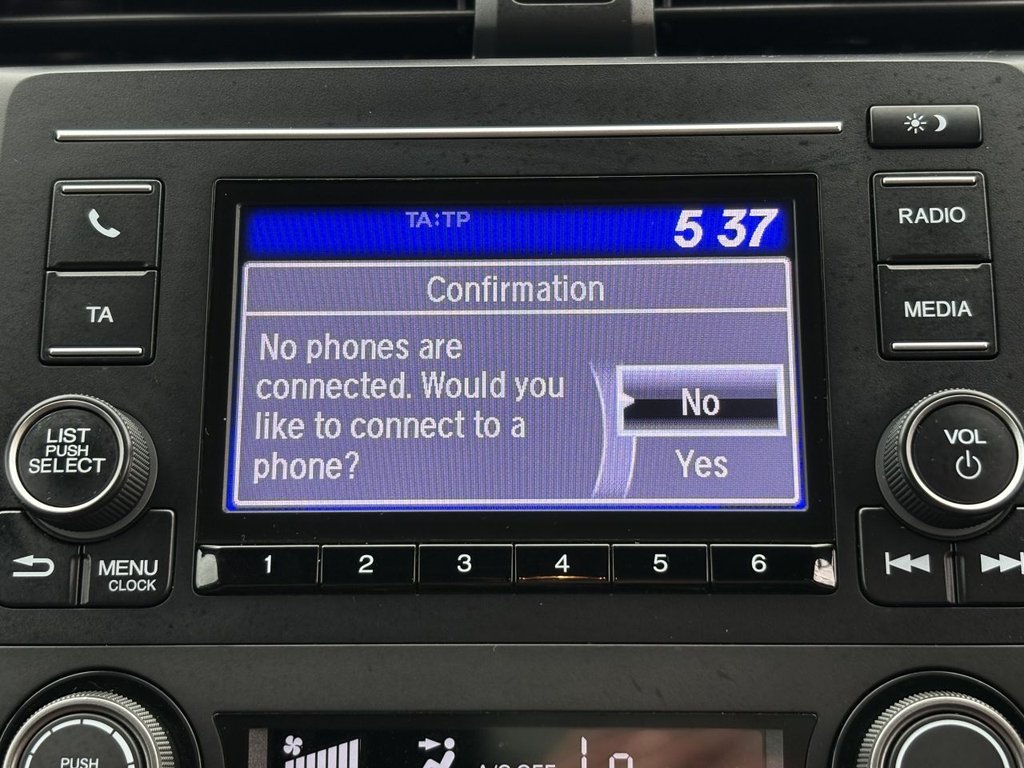 TA:TP
5 37
Confirmation
No phones are
connected. Would you
like to connect to a
phone?
No
Yes
TA
LIST
PUSH
SELECT
MENU
CLOCK
RADIO
MEDIA
VOL
1 2 3 4 5 6
PUSH
A/C OFF